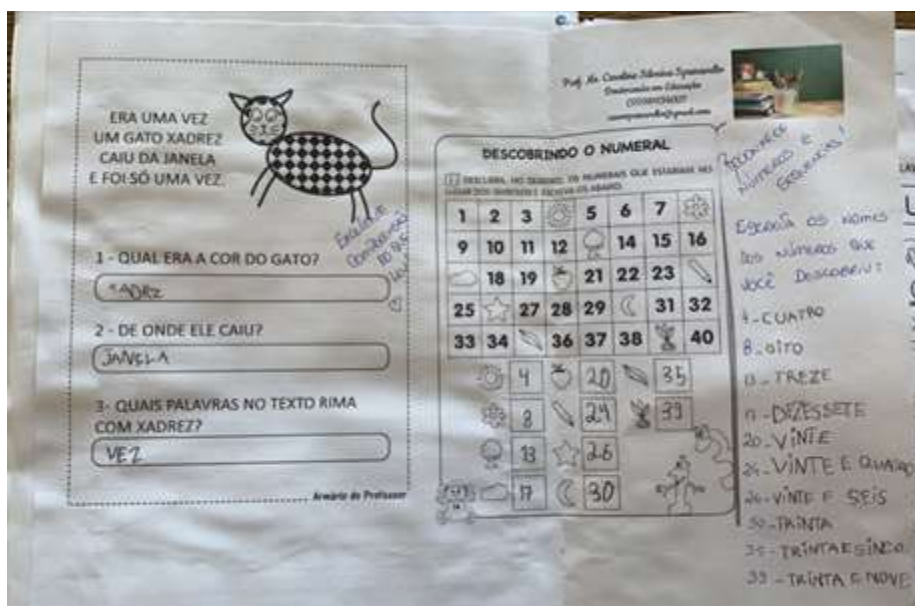 ERA UMA VEZ
UM GATO XADREZ
CAIU DA JANELA
E FOI SÓ UMA VEZ.
1 - QUAL ERA A COR DO GATO?
SADRZ
2 - DE ONDE ELE CAIU?
JANELA
3- QUAIS PALAVRAS NO TEXTO RIMA
COM XADREZ?
VEZ
Armário do Professor
DESCOBRINDO O NUMERAL
1 2 3 5 6 7
9 10 11 12 14 15 16
18 19 21 22 23
25 27 28 29 31 32
33 34 36 37 38 40
4 20 35
8 24 39
13 26
17 30
RECONHECE
NÚMEROS E
SEQUÊNCIAS!
ESCREVA OS NOMES
DOS NÚMEROS QUE
VOCÊ DESCOBRIU:
4-CUATRO
8-OITO
13-TREZE
17-DIZESSETE
20-VINTE
24-VINTE E QUATRO
26-VINTE E SEIS
30-TRINTA
35-TRINTA E SINCO
39-TRINTA E NOVE